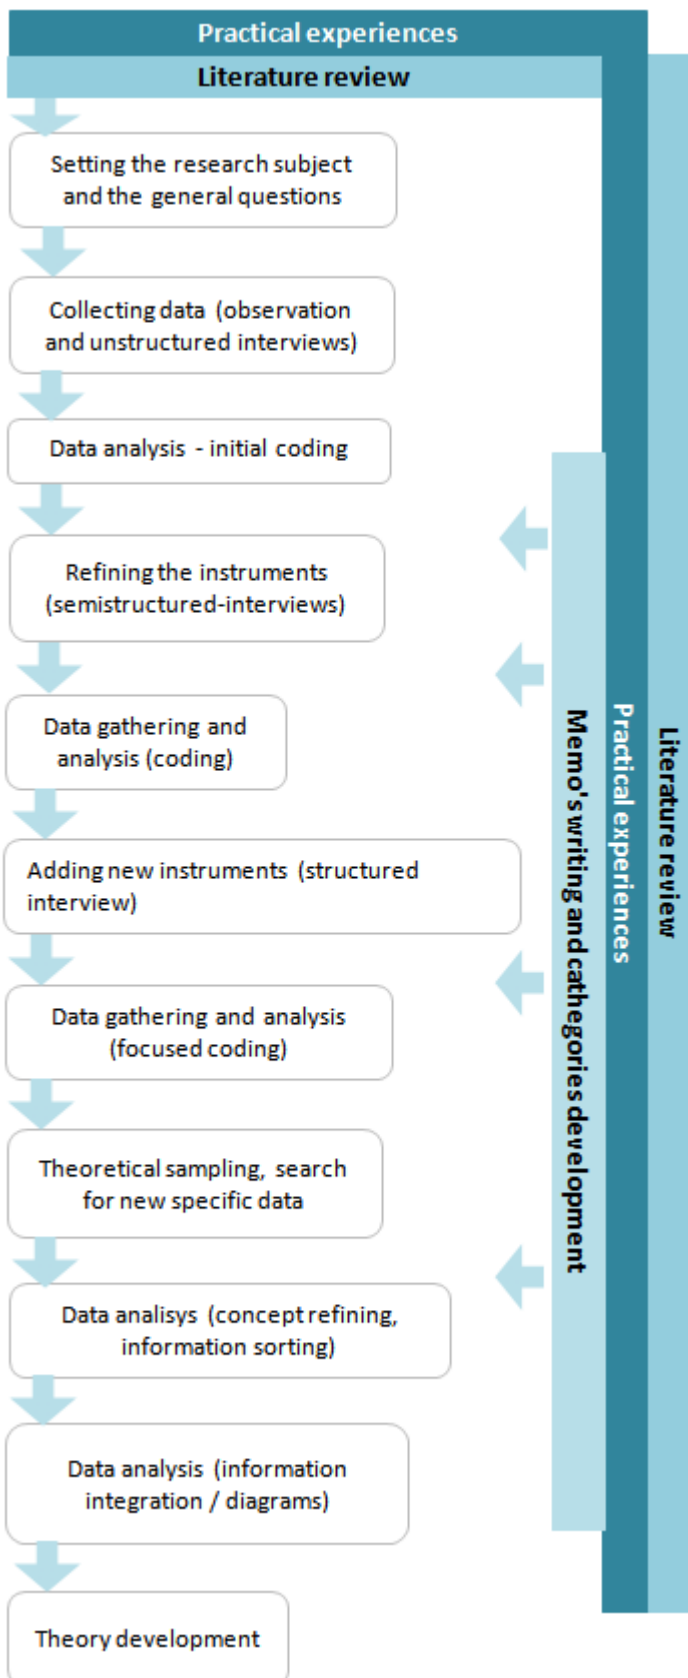 Practical experiences
Literature review
Setting the research subject
and the general questions
Collecting data (observation
and unstructured interviews)
Data analysis - initial coding
Refining the instruments
(semistructured-interviews)
Data gathering and
analysis (coding)
Adding new instruments (structured
interview)
Data gathering and analysis
(focused coding)
Theoretical sampling, search
for new specific data
Data analisys (concept refining,
information sorting)
Data analysis (information
integration / diagrams)
Theory development
Memo's writing and cathegories development
Practical experiences
Literature review